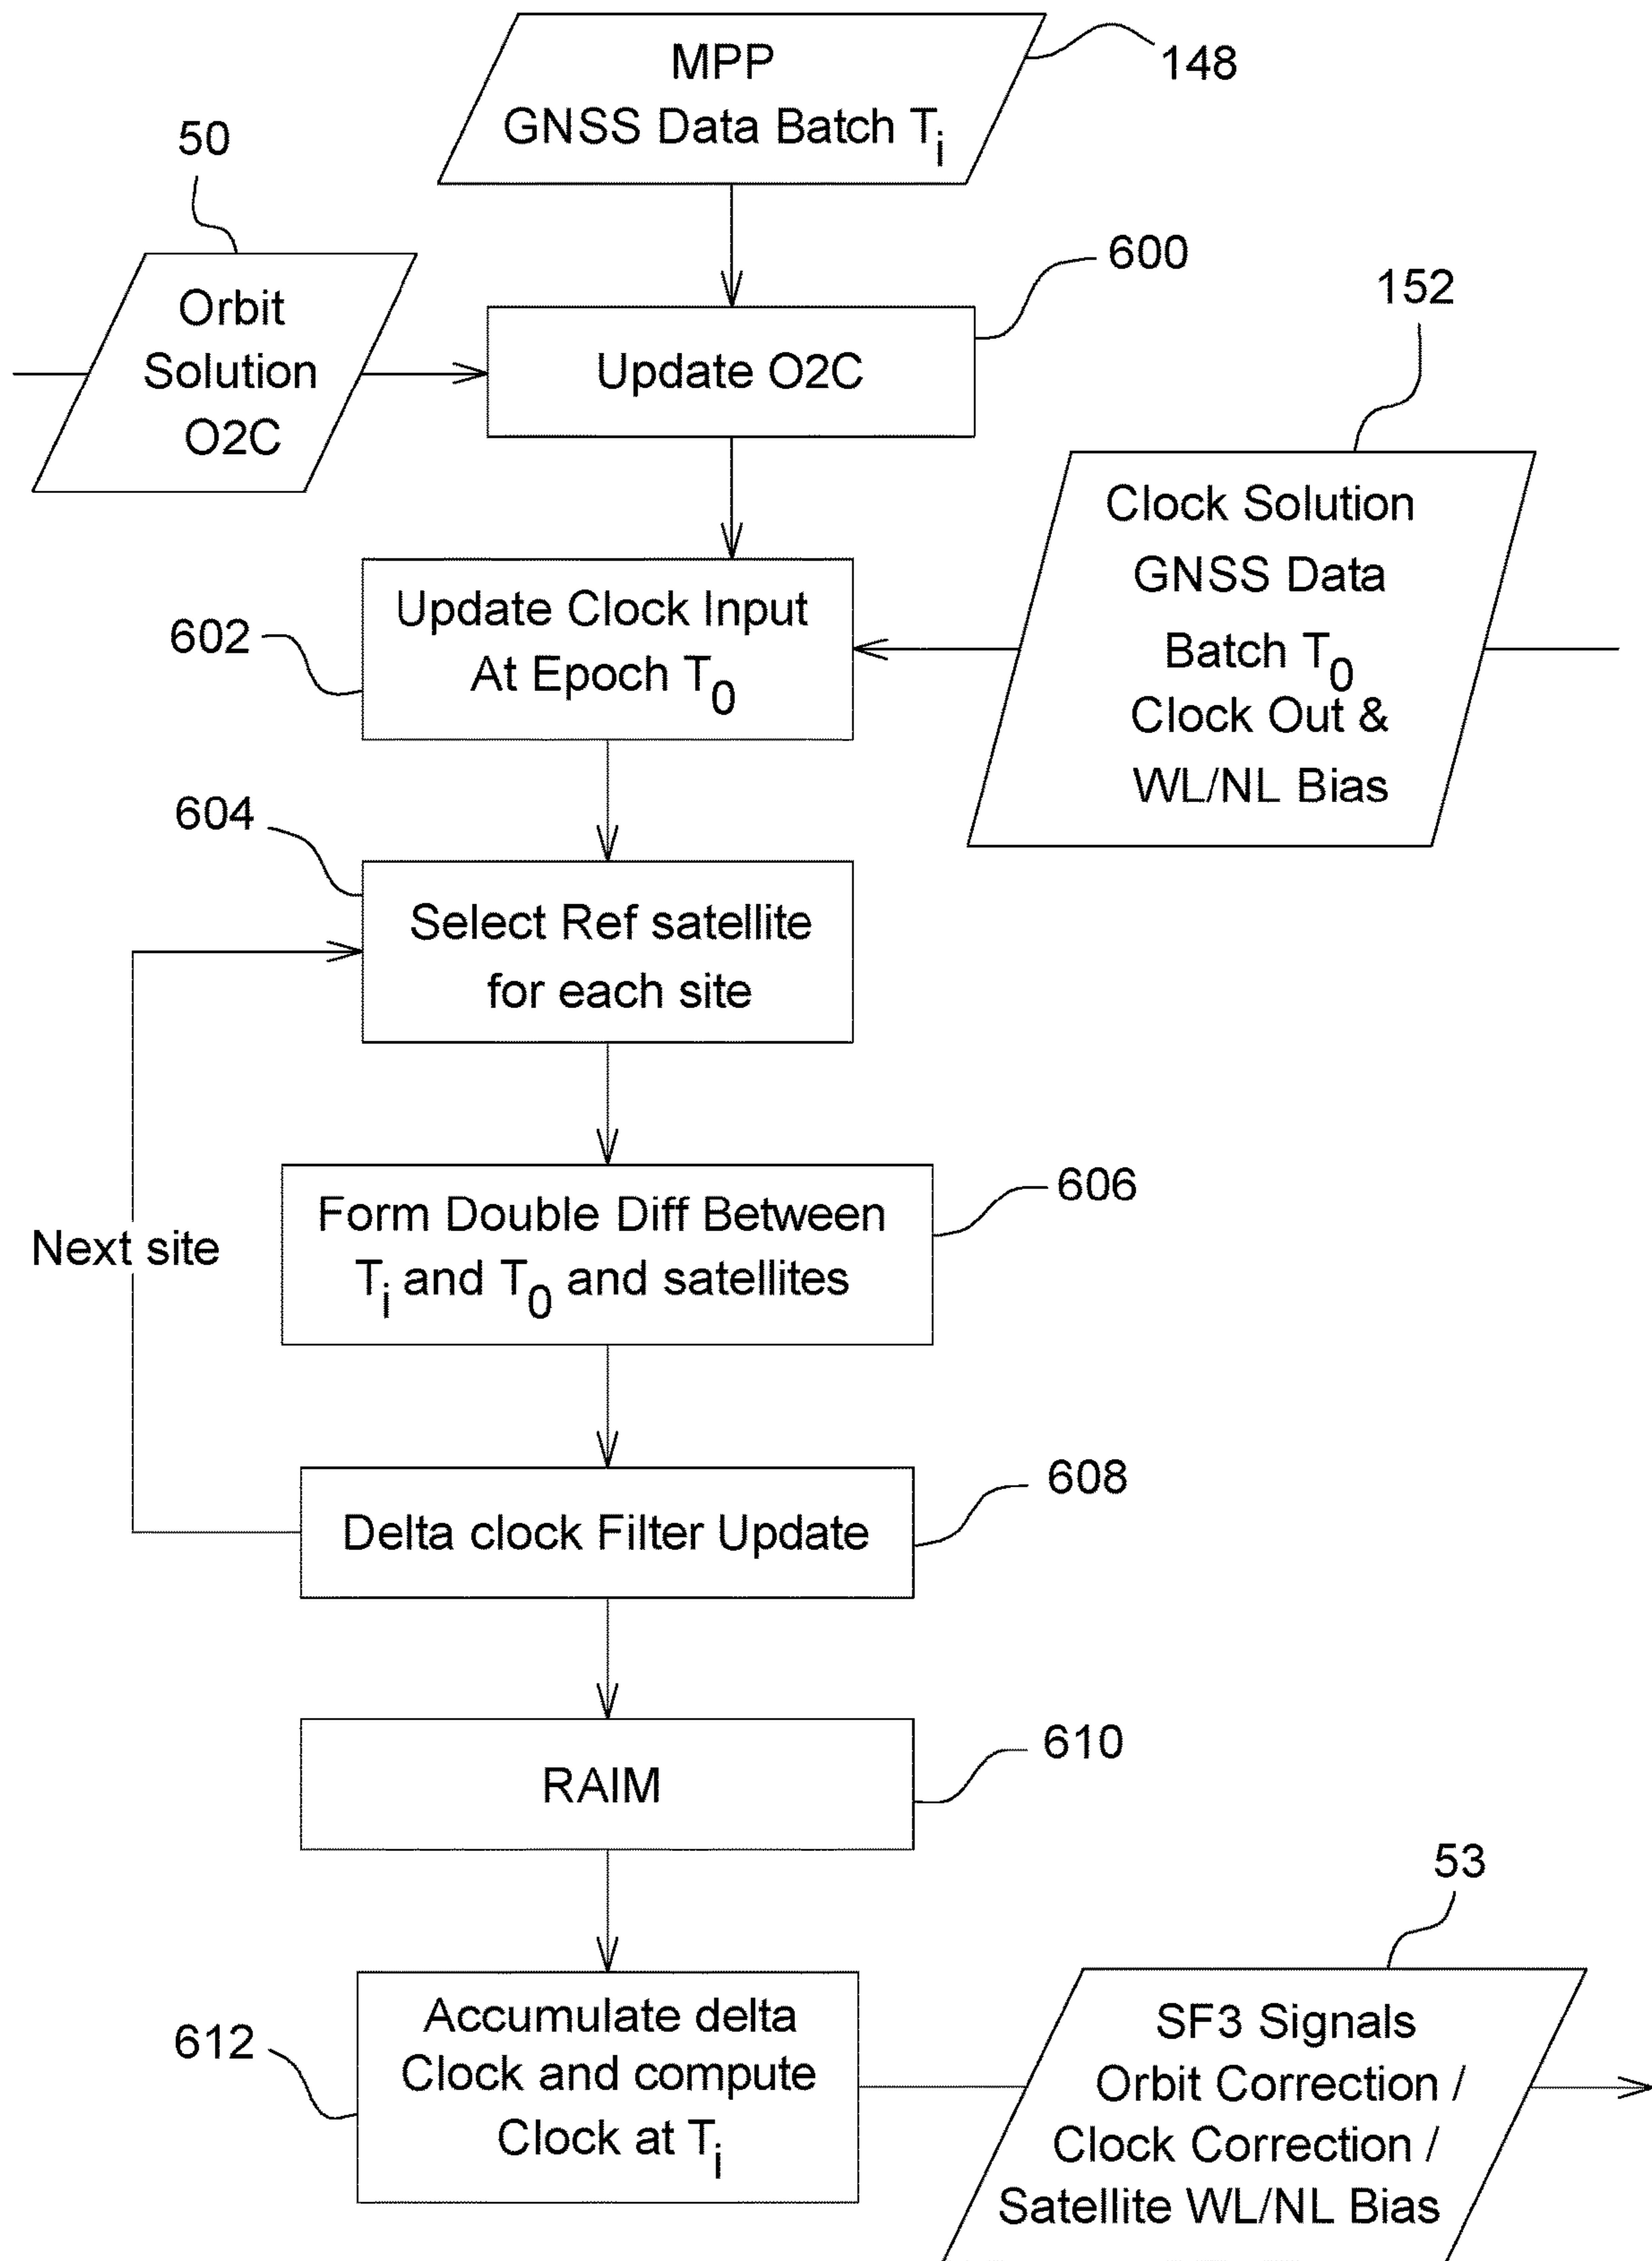 MPP
GNSS Data Batch Ti
148
50
Orbit
Solution
O2C
600
Update O2C
152
Clock Solution
GNSS Data
Batch T0
Clock Out &
WL/NL Bias
Update Clock Input
At Epoch T0
602
604
Select Ref satellite
for each site
Form Double Diff Between
Ti and T0 and satellites
606
Next site
608
Delta clock Filter Update
RAIM
610
53
Accumulate delta
Clock and compute
Clock at Ti
612
SF3 Signals
Orbit Correction /
Clock Correction /
Satellite WL/NL Bias